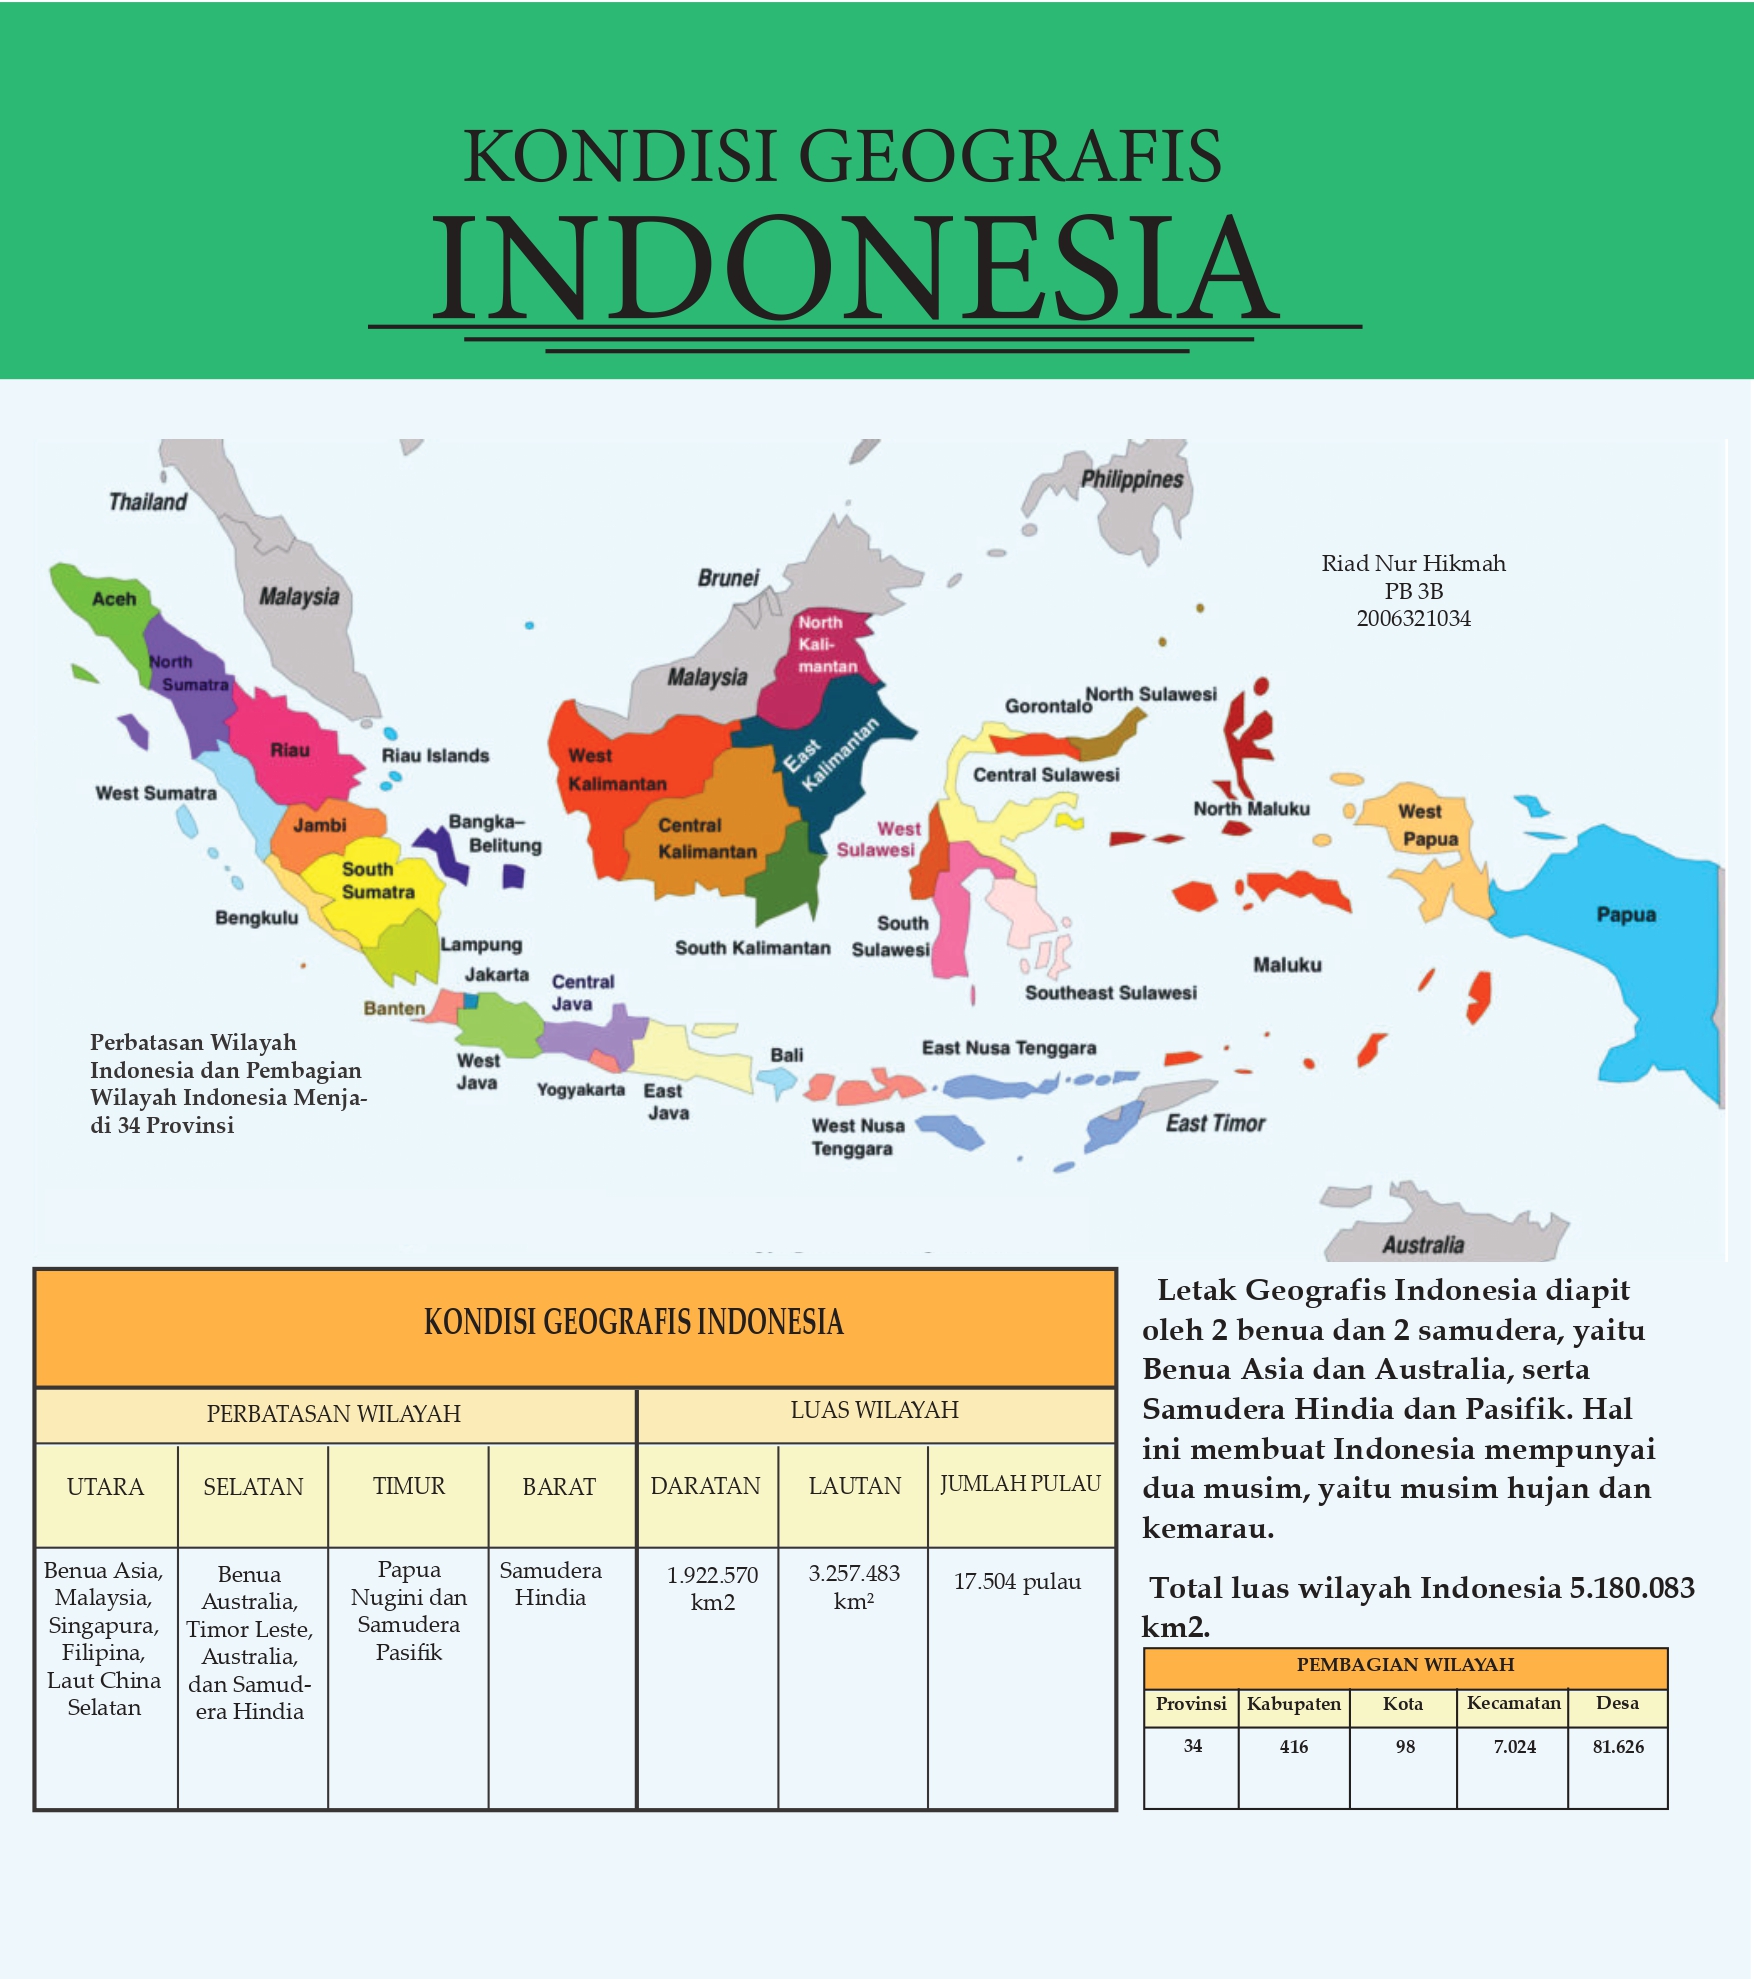 KONDISI GEOGRAFIS
INDONESIA
Thailand
Philippines
Malaysia
Brunei
Riad Nur Hikmah
PB 3B
2006321034
Aceh
North
Sumatra
North
Kali-
mantan
Malaysia
Gorontalo
North Sulawesi
Riau
Riau Islands
West
Kalimantan
East
Kalimantan
Central Sulawesi
West Sumatra
North Maluku
West
Papua
Jambi
Bangka–
Belitung
Central
Kalimantan
West
Sulawesi
South
Sumatra
Papua
Bengkulu
South
Sulawesi
Lampung
South Kalimantan
Maluku
Jakarta
Central
Java
Southeast Sulawesi
Banten
Perbatasan Wilayah
Indonesia dan Pembagian
Wilayah Indonesia Menja-
di 34 Provinsi
West
Java
Yogyakarta
East
Java
Bali
East Nusa Tenggara
West Nusa
Tenggara
East Timor
Australia
KONDISI GEOGRAFIS INDONESIA
PERBATASAN WILAYAH
LUAS WILAYAH
UTARA
SELATAN
TIMUR
BARAT
DARATAN
LAUTAN
JUMLAH PULAU
Benua Asia,
Malaysia,
Singapura,
Filipina,
Laut China
Selatan
Benua
Australia,
Timor Leste,
Australia,
dan Samud-
era Hindia
Papua
Nugini dan
Samudera
Pasifik
Samudera
Hindia
1.922.570
km2
3.257.483
km²
17.504 pulau
Letak Geografis Indonesia diapit
oleh 2 benua dan 2 samudera, yaitu
Benua Asia dan Australia, serta
Samudera Hindia dan Pasifik. Hal
ini membuat Indonesia mempunyai
dua musim, yaitu musim hujan dan
kemarau.
Total luas wilayah Indonesia 5.180.083
km2.
PEMBAGIAN WILAYAH
Provinsi
Kabupaten
Kota
Kecamatan
Desa
34
416
98
7.024
81.626